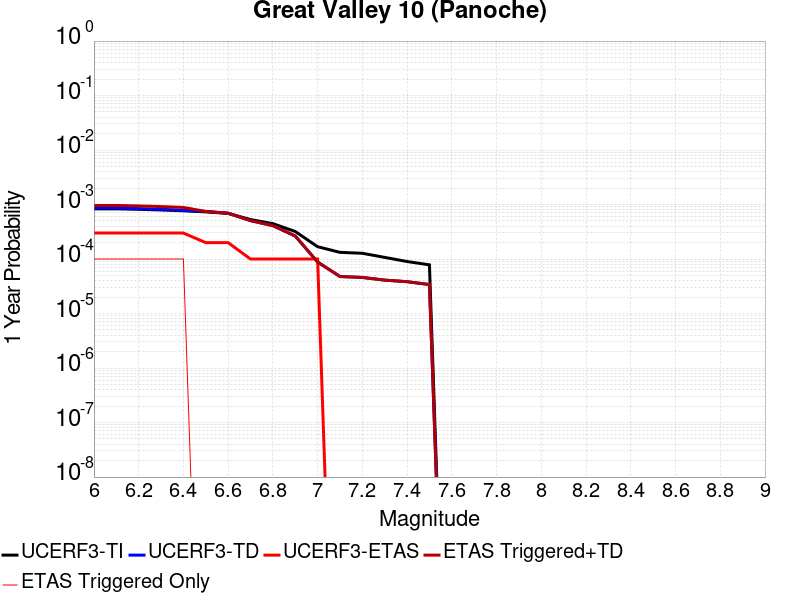 Great Valley 10 (Panoche)
10 0
10 -1
10 -2
10 -3
10 -4
10 -5
10 -6
10 -7
10 -8
1 Year Probability
6 6.2 6.4 6.6 6.8 7 7.2 7.4 7.6 7.8 8 8.2 8.4 8.6 8.8 9
Magnitude
UCERF3-TI UCERF3-TD UCERF3-ETAS ETAS Triggered+TD
ETAS Triggered Only